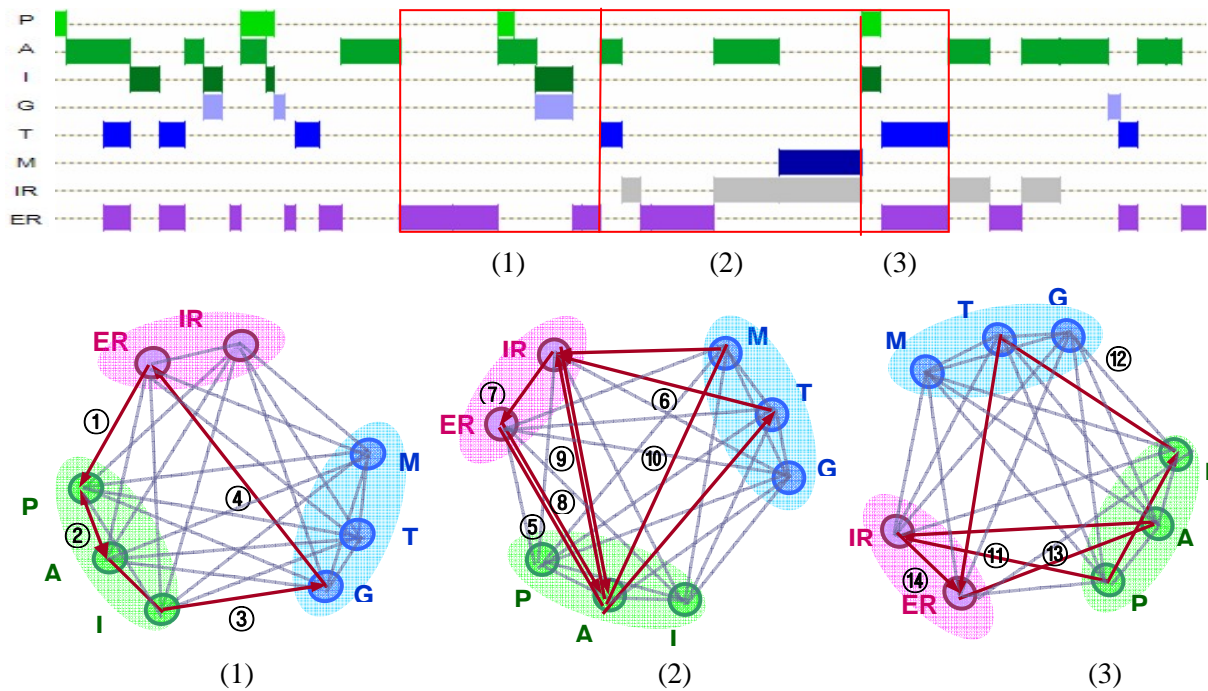 P
A
I
G
T
M
IR
ER
(1) (2) (3)
IR
ER
①
P
②
A
I
③
④
M
T
G
(1)
IR
M
⑦
⑥
T
ER
⑨
⑩
G
⑧
⑤
P
A
I
(2)
T
G
M
⑫
IR
A
⑪
⑬
⑭
ER
P
(3)